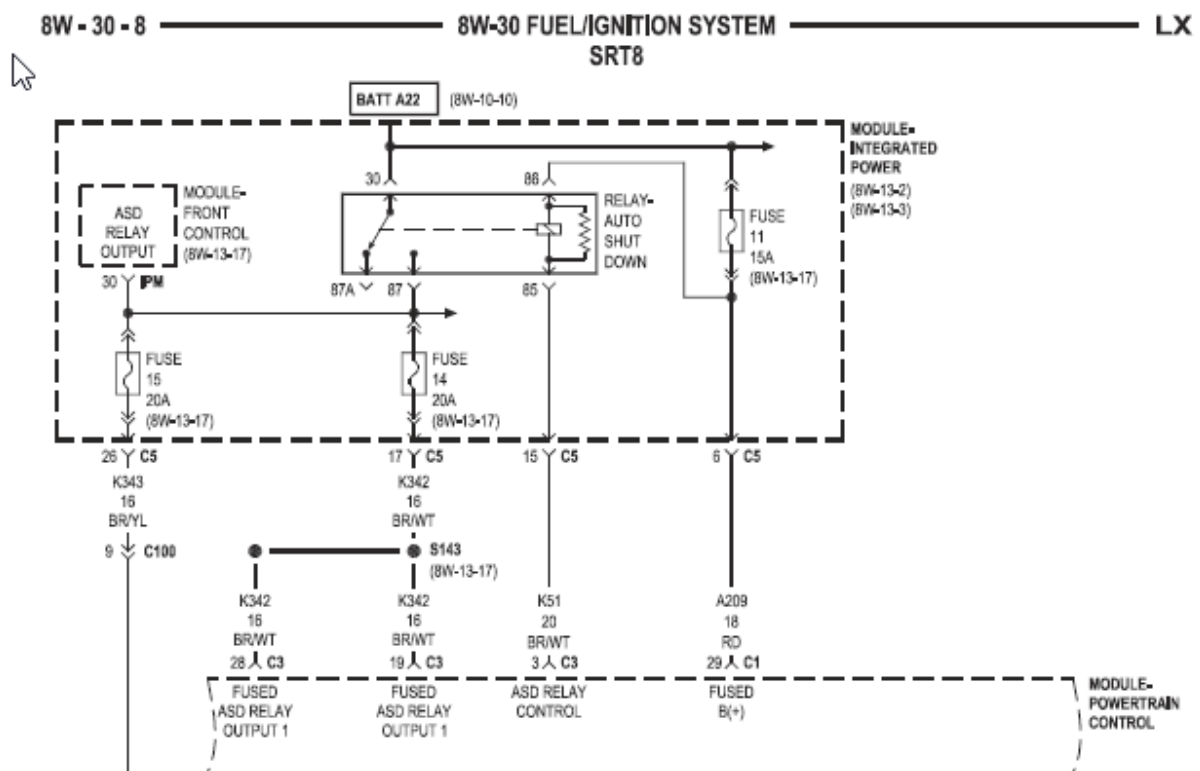 8W - 30 - 8
8W-30 FUEL/IGNITION SYSTEM
LX
SRT8
BATT A22
(8W-10-10)
MODULE-
INTEGRATED
POWER
(8W-13-2)
(8W-13-3)
ASD
RELAY
OUTPUT
MODULE-
FRONT
CONTROL
(8W-13-17)
30
86
RELAY-
AUTO
SHUT
DOWN
FUSE
11
15A
(8W-13-17)
30
IPM
87A
87
85
FUSE
15
20A
(8W-13-17)
FUSE
14
20A
(8W-13-17)
26
C5
17
C5
15
C5
6
C5
K343
16
BR/YL
K342
16
BR/WT
9
C100
S143
(8W-13-17)
K342
16
BR/WT
K342
16
BR/WT
K51
20
BR/WT
A209
18
RD
28
C3
19
C3
3
C3
29
C1
FUSED
ASD RELAY
OUTPUT 1
FUSED
ASD RELAY
OUTPUT 1
ASD RELAY
CONTROL
FUSED
B(+)
MODULE-
POWERTRAIN
CONTROL